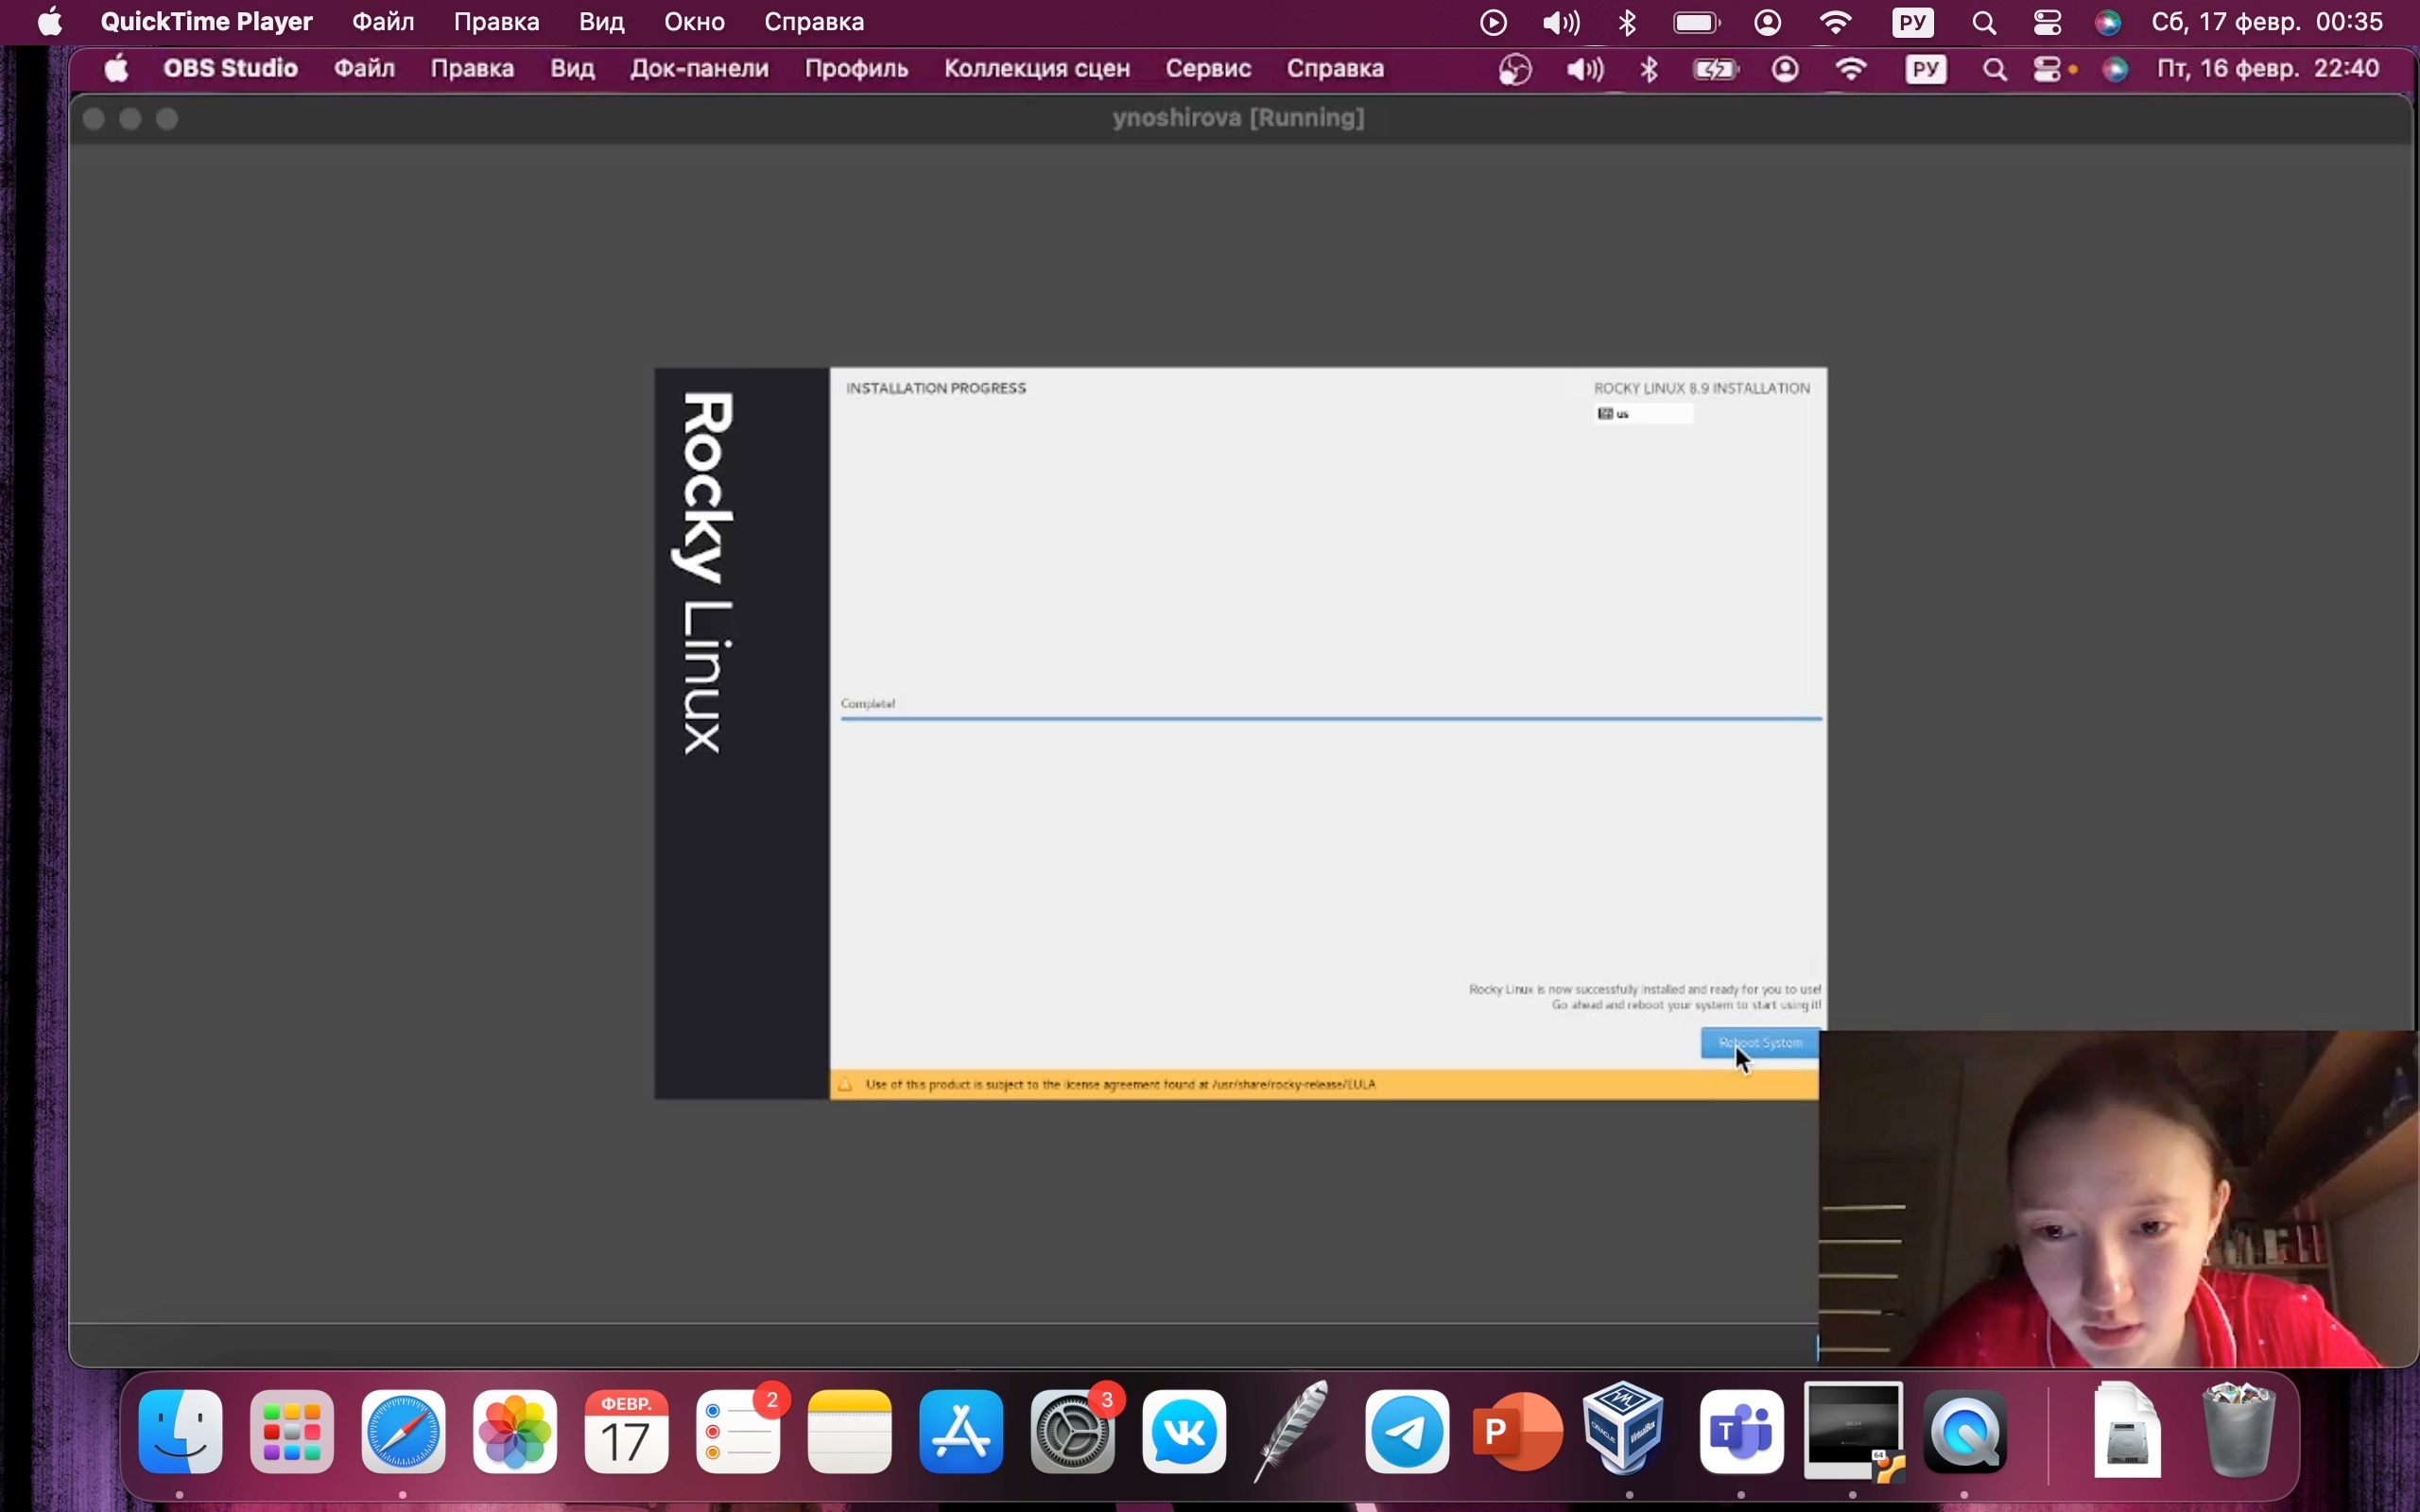 QuickTime Player Файл Правка Вид Окно Справка РУ Сб, 17 февр. 00:35
OBS Studio Файл Правка Вид Док-панели Профиль Коллекция сцен Сервис Справка РУ Пт, 16 февр. 22:40
ynoshirova [Running]
Rocky Linux
INSTALLATION PROGRESS
ROCKY LINUX 8.9 INSTALLATION
us
Complete!
Rocky Linux is now successfully installed and ready for you to use!
Go ahead and reboot your system to start using it!
Reboot System
Use of this product is subject to the license agreement found at /usr/share/rocky-release/EULA
ФЕВР.
17
2
3
P
T
64